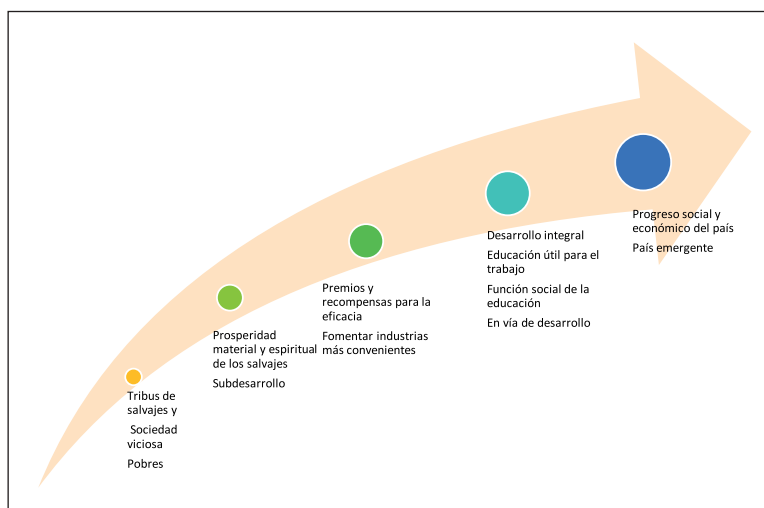 Tribus de
salvajes y
Sociedad
viciosa
Pobres
Prosperidad
material y espiritual
de los salvajes
Subdesarrollo
Premios y
recompensas para la
eficacia
Fomentar industrias
más convenientes
Desarrollo integral
Educación útil para el
trabajo
Función social de la
educación
En vía de desarrollo
Progreso social y
económico del país
País emergente